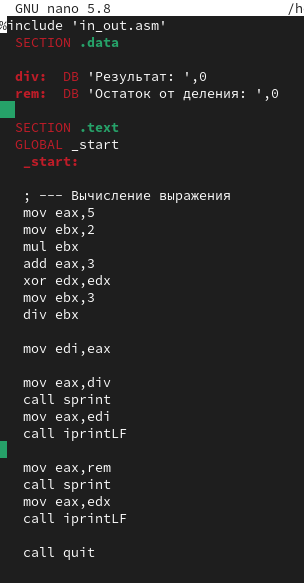 GNU nano 5.8 /h
%include 'in_out.asm'
SECTION .data
div: DB 'Результат: ',0
rem: DB 'Остаток от деления: ',0
SECTION .text
GLOBAL _start
_start:
; --- Вычисление выражения
mov eax,5
mov ebx,2
mul ebx
add eax,3
xor edx,edx
mov ebx,3
div ebx
mov edi,eax
mov eax,div
call sprint
mov eax,edi
call iprintLF
mov eax,rem
call sprint
mov eax,edx
call iprintLF
call quit